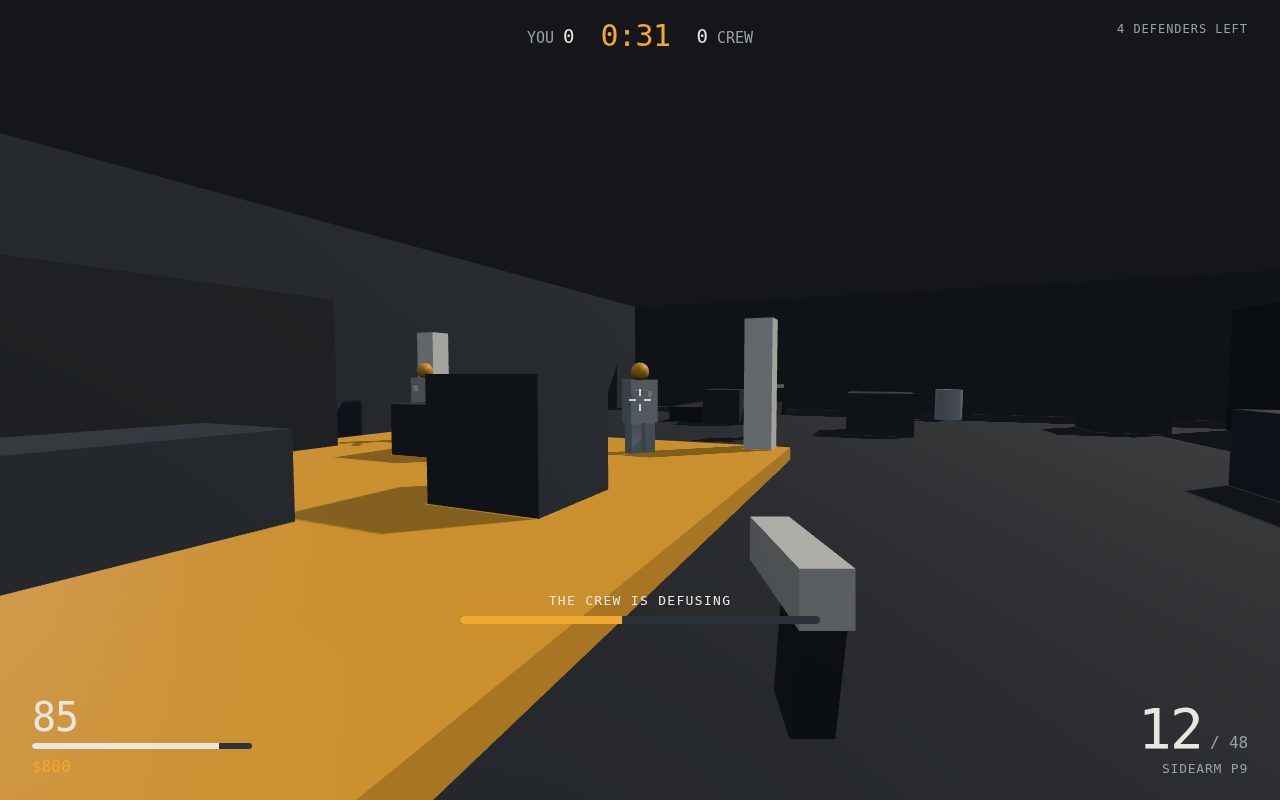 YOU 0 0:31 0 CREW
4 DEFENDERS LEFT
THE CREW IS DEFUSING
85
$800
12 / 48
SIDEARM P9